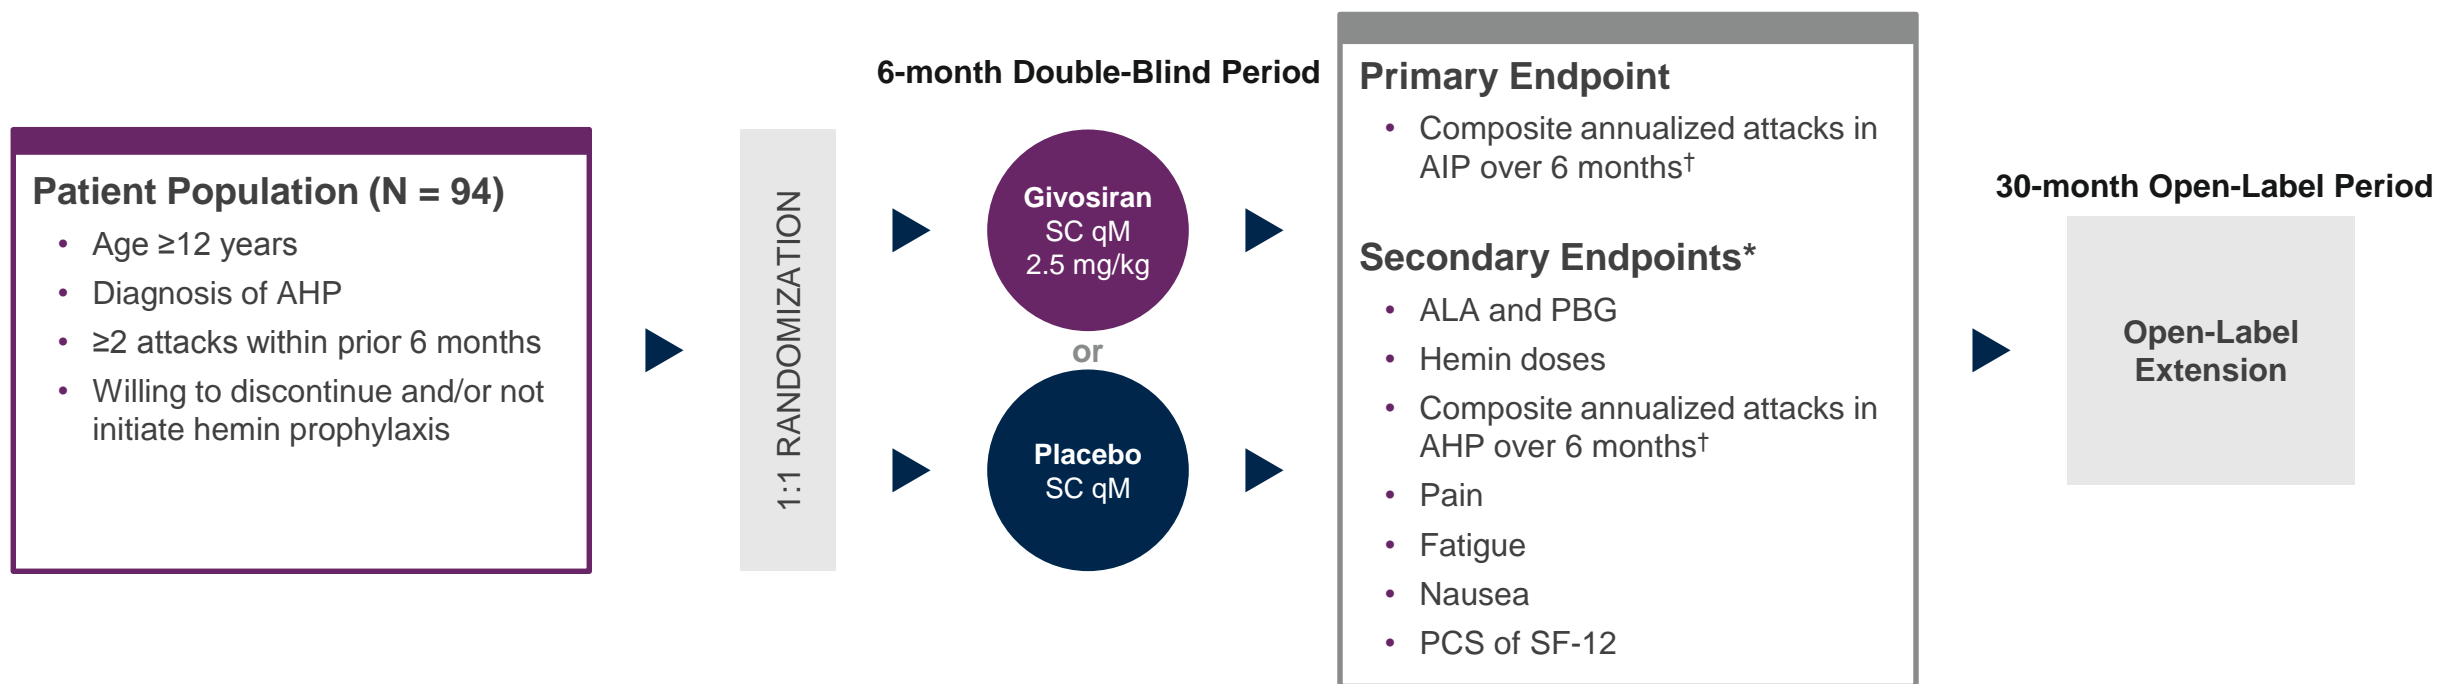 Patient Population (N = 94)
• Age ≥12 years
• Diagnosis of AHP
• ≥2 attacks within prior 6 months
• Willing to discontinue and/or not
initiate hemin prophylaxis
1:1 RANDOMIZATION
6-month Double-Blind Period
Givosiran
SC qM
2.5 mg/kg
or
Placebo
SC qM
Primary Endpoint
• Composite annualized attacks in
AIP over 6 months†
Secondary Endpoints*
• ALA and PBG
• Hemin doses
• Composite annualized attacks in
AHP over 6 months†
• Pain
• Fatigue
• Nausea
• PCS of SF-12
30-month Open-Label Period
Open-Label
Extension